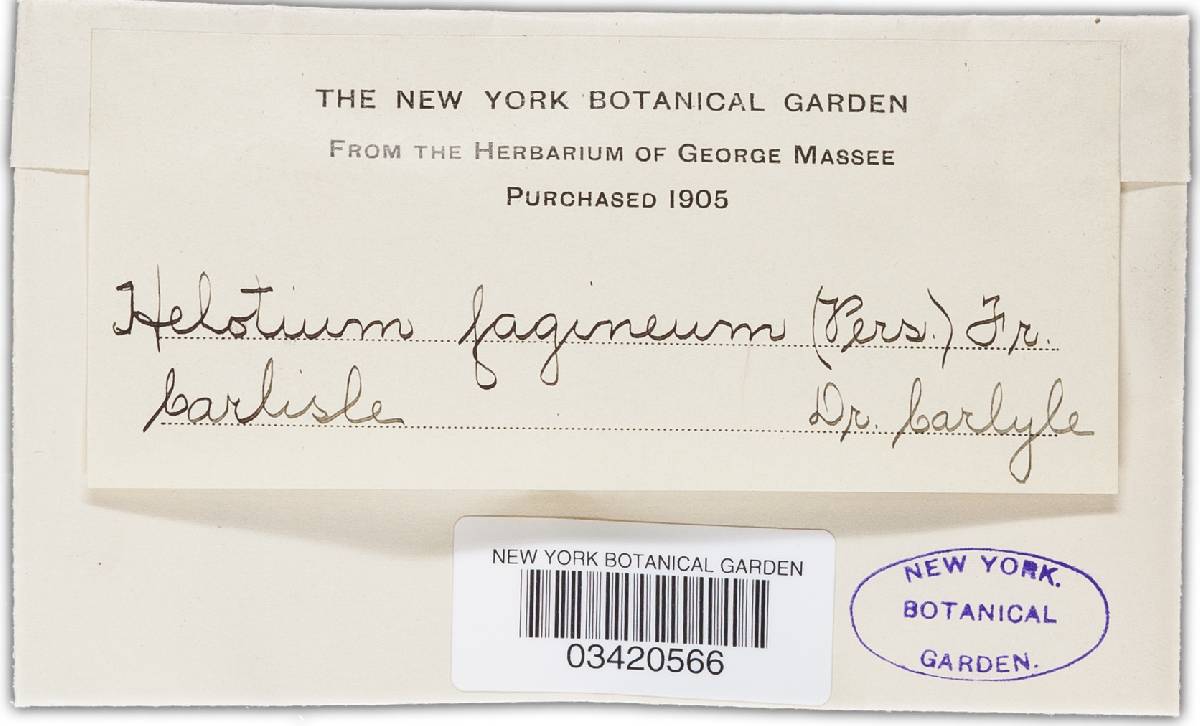 THE NEW YORK BOTANICAL GARDEN
FROM THE HERBARIUM OF GEORGE MASSEE
PURCHASED 1905
Helotium fagineum (Pers.) Fr.
Carlisle Dr. Carlyle
NEW YORK BOTANICAL GARDEN
03420566
NEW YORK.
BOTANICAL
GARDEN.